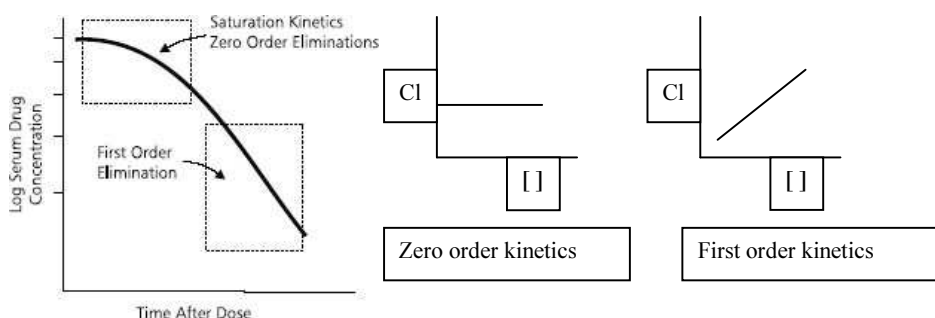 Saturation Kinetics
Zero Order Eliminations
First Order
Elimination
Log Serum Drug
Concentration
Time After Dose
Cl
[ ]
Zero order kinetics
Cl
[ ]
First order kinetics